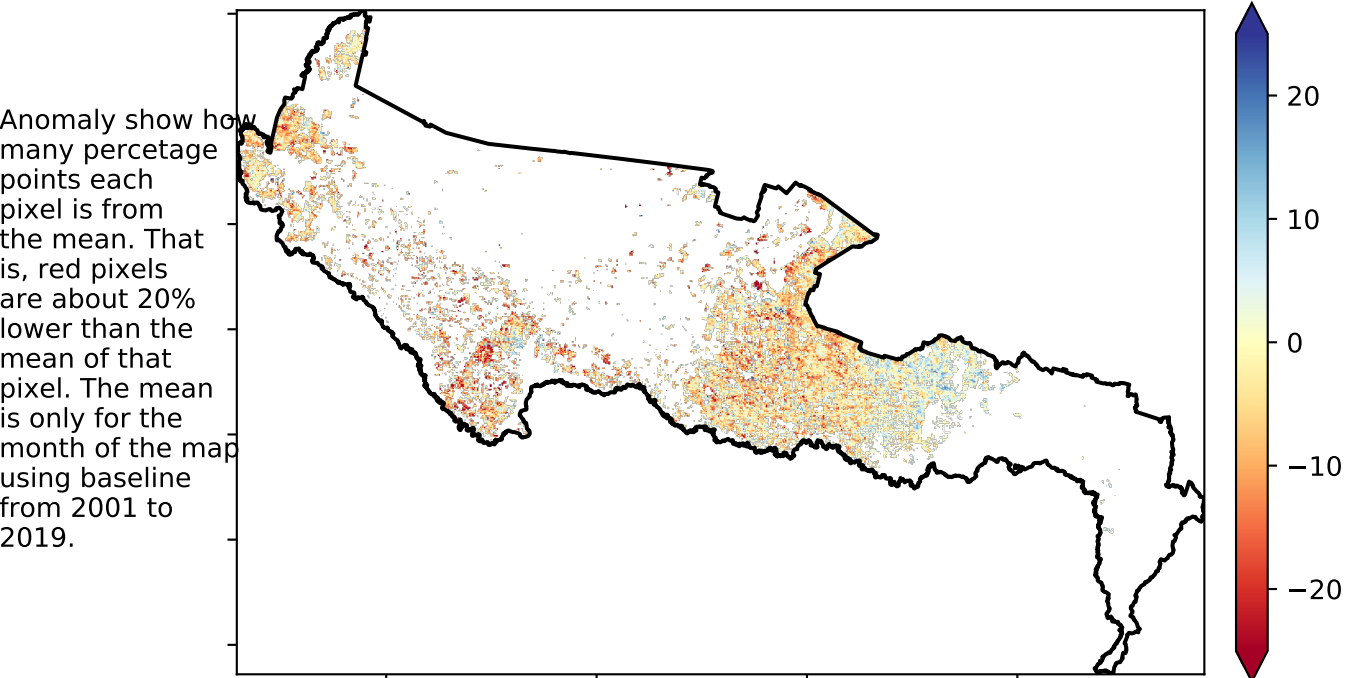 Anomaly show how
many percetage
points each
pixel is from
the mean. That
is, red pixels
are about 20%
lower than the
mean of that
pixel. The mean
is only for the
month of the map
using baseline
from 2001 to
2019.
20
10
0
−10
−20